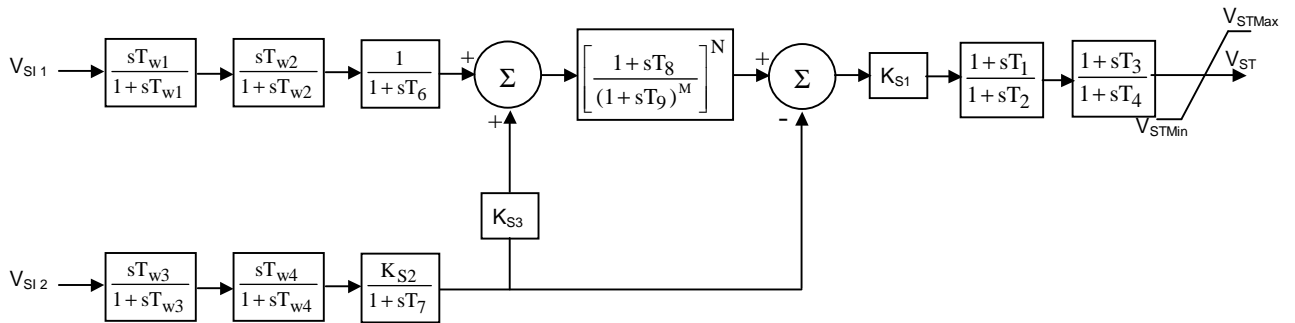 V_SI 1
sT_w1 / 1 + sT_w1
sT_w2 / 1 + sT_w2
1 / 1 + sT_6
+
Σ
+
[ 1 + sT_8 / (1 + sT_9)^M ]^N
+
Σ
-
K_S1
1 + sT_1 / 1 + sT_2
1 + sT_3 / 1 + sT_4
V_STMax
V_ST
V_STMin
K_S3
V_SI 2
sT_w3 / 1 + sT_w3
sT_w4 / 1 + sT_w4
K_S2 / 1 + sT_7